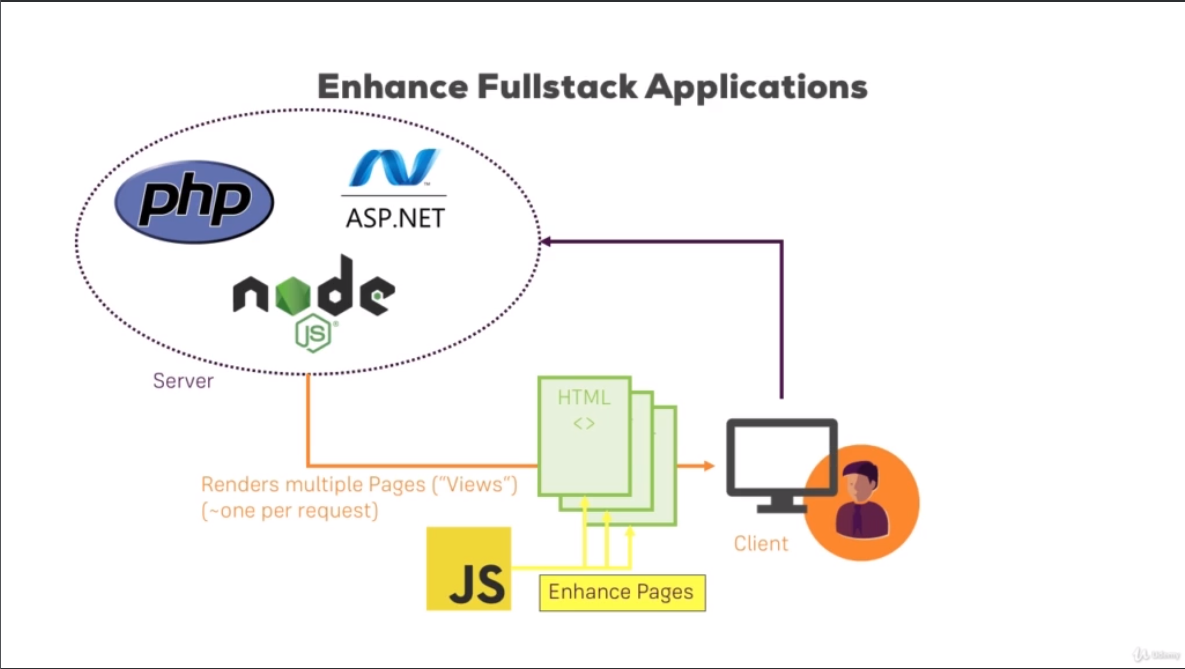 Enhance Fullstack Applications
php
ASP.NET
node
JS
Server
HTML
<>
Renders multiple Pages ("Views")
(~one per request)
Client
JS
Enhance Pages
Udemy